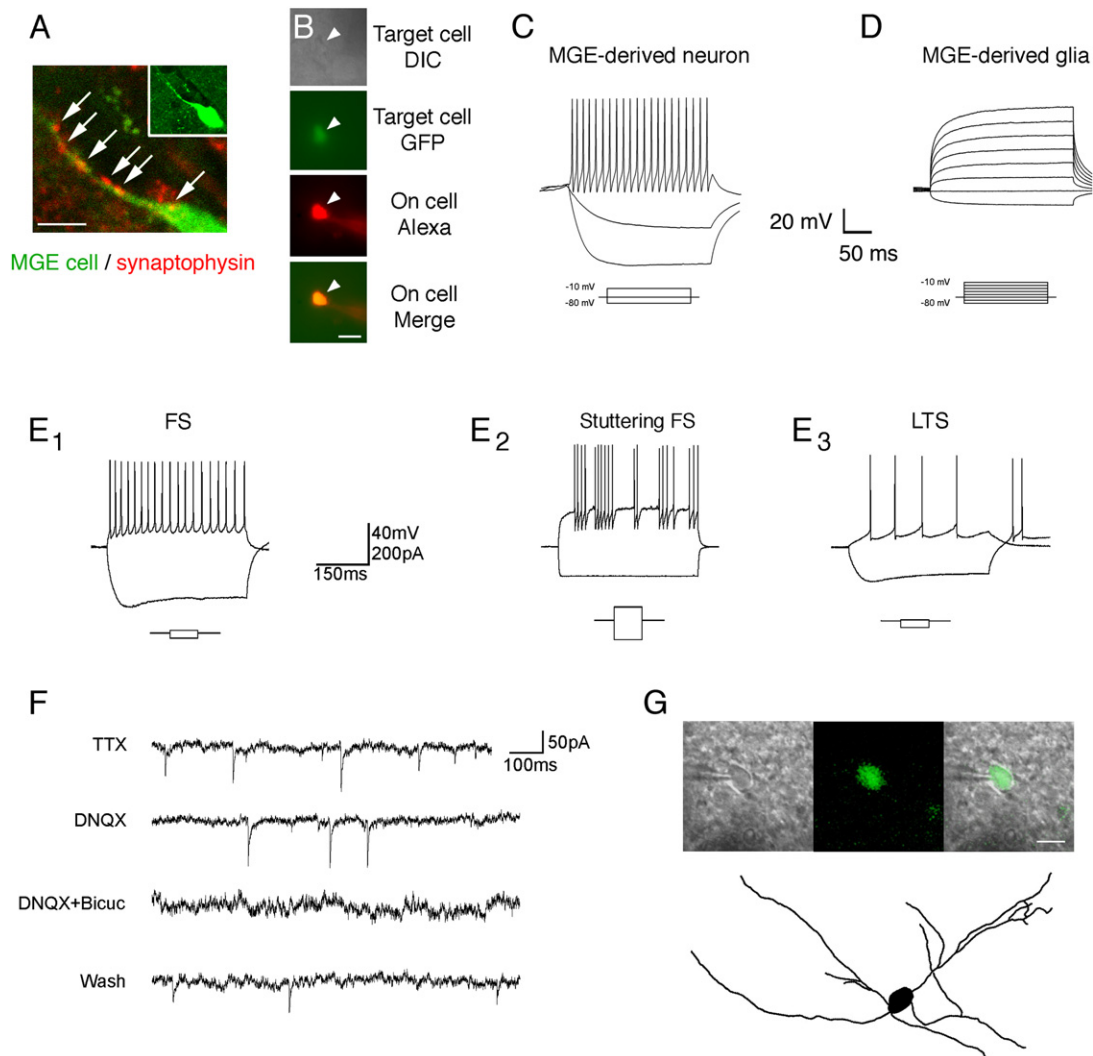 A
MGE cell / synaptophysin
B
Target cell
DIC
Target cell
GFP
On cell
Alexa
On cell
Merge
C
MGE-derived neuron
-10 mV
-80 mV
20 mV
50 ms
D
MGE-derived glia
-10 mV
-80 mV
E1
FS
40mV
200pA
150ms
E2
Stuttering FS
E3
LTS
F
TTX
50pA
100ms
DNQX
DNQX+Bicuc
Wash
G